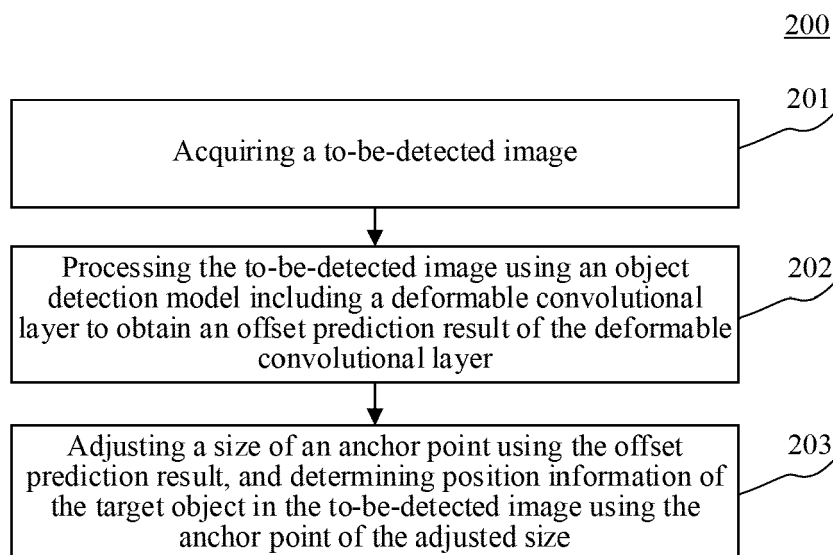 200
201
Acquiring a to-be-detected image
Processing the to-be-detected image using an object
detection model including a deformable convolutional
layer to obtain an offset prediction result of the deformable
convolutional layer
202
Adjusting a size of an anchor point using the offset
prediction result, and determining position information of
the target object in the to-be-detected image using the
anchor point of the adjusted size
203